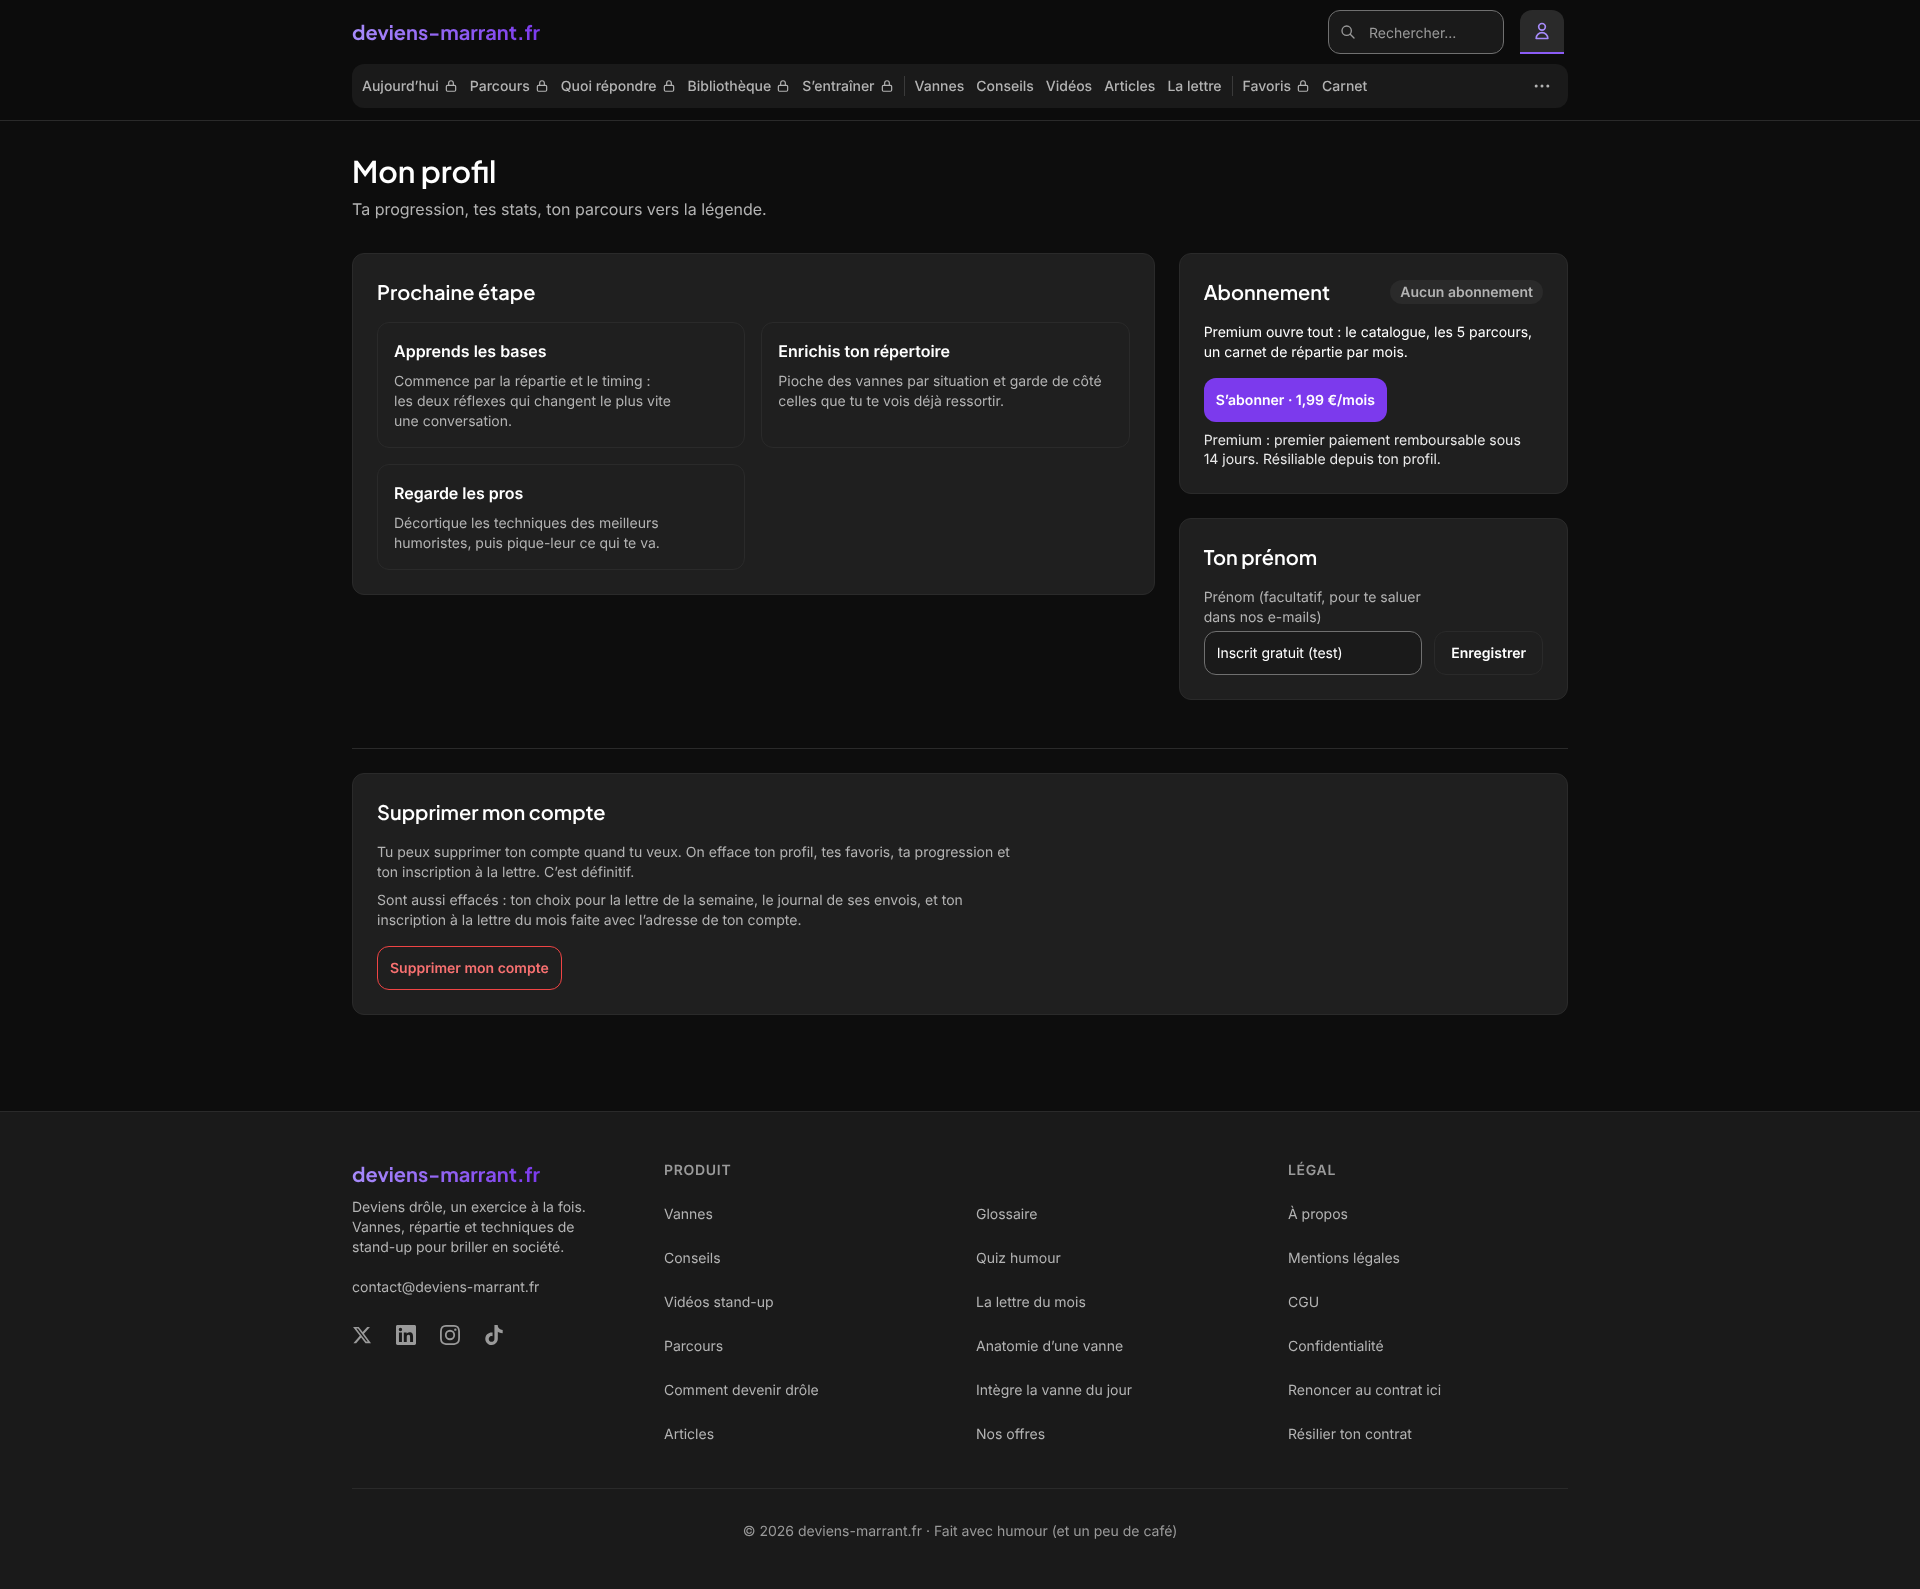 deviens-marrant.fr
Rechercher...
Aujourd’hui Parcours Quoi répondre Bibliothèque S’entraîner Vannes Conseils Vidéos Articles La lettre Favoris Carnet
Mon profil
Ta progression, tes stats, ton parcours vers la légende.
Prochaine étape
Apprends les bases
Commence par la répartie et le timing :
les deux réflexes qui changent le plus vite
une conversation.
Enrichis ton répertoire
Pioche des vannes par situation et garde de côté
celles que tu te vois déjà ressortir.
Regarde les pros
Décortique les techniques des meilleurs
humoristes, puis pique-leur ce qui te va.
Abonnement
Aucun abonnement
Premium ouvre tout : le catalogue, les 5 parcours,
un carnet de répartie par mois.
S’abonner · 1,99 €/mois
Premium : premier paiement remboursable sous
14 jours. Résiliable depuis ton profil.
Ton prénom
Prénom (facultatif, pour te saluer
dans nos e-mails)
Inscrit gratuit (test)
Enregistrer
Supprimer mon compte
Tu peux supprimer ton compte quand tu veux. On efface ton profil, tes favoris, ta progression et
ton inscription à la lettre. C’est définitif.
Sont aussi effacés : ton choix pour la lettre de la semaine, le journal de ses envois, et ton
inscription à la lettre du mois faite avec l’adresse de ton compte.
Supprimer mon compte
deviens-marrant.fr
Deviens drôle, un exercice à la fois.
Vannes, répartie et techniques de
stand-up pour briller en société.
contact@deviens-marrant.fr
PRODUIT
Vannes
Conseils
Vidéos stand-up
Parcours
Comment devenir drôle
Articles
Glossaire
Quiz humour
La lettre du mois
Anatomie d’une vanne
Intègre la vanne du jour
Nos offres
LÉGAL
À propos
Mentions légales
CGU
Confidentialité
Renoncer au contrat ici
Résilier ton contrat
© 2026 deviens-marrant.fr · Fait avec humour (et un peu de café)